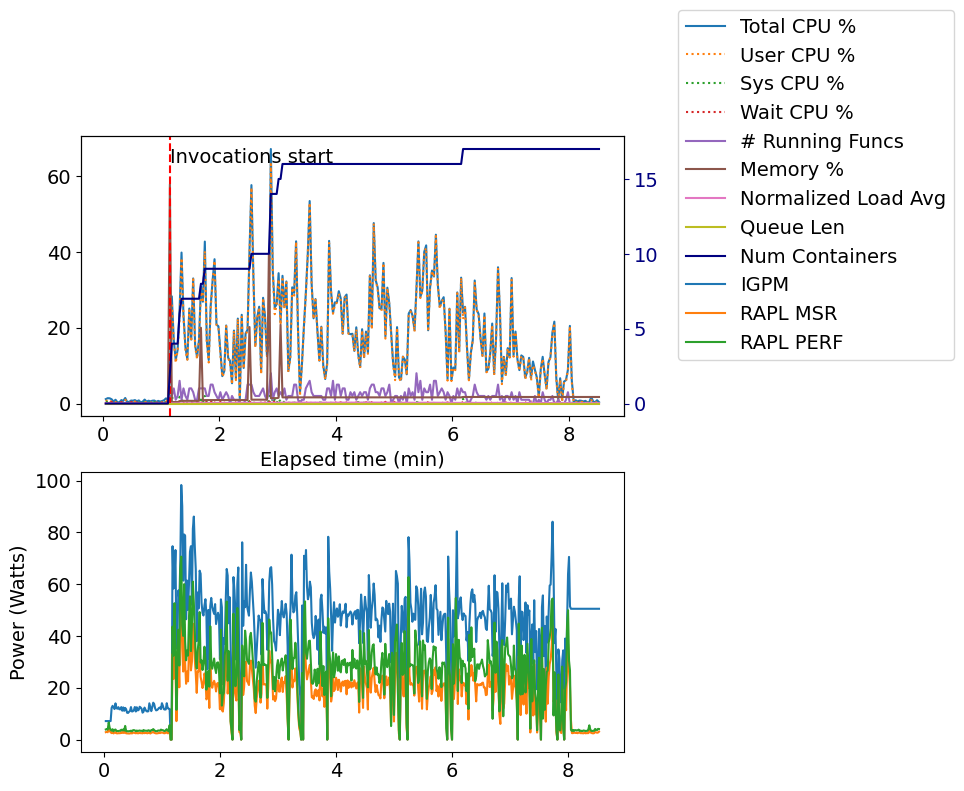 Total CPU %
User CPU %
Sys CPU %
Wait CPU %
# Running Funcs
Memory %
Normalized Load Avg
Queue Len
Num Containers
IGPM
RAPL MSR
RAPL PERF
Invocations start
60
40
20
0
15
10
5
0
0 2 4 6 8
Elapsed time (min)
Power (Watts)
100
80
60
40
20
0
0 2 4 6 8